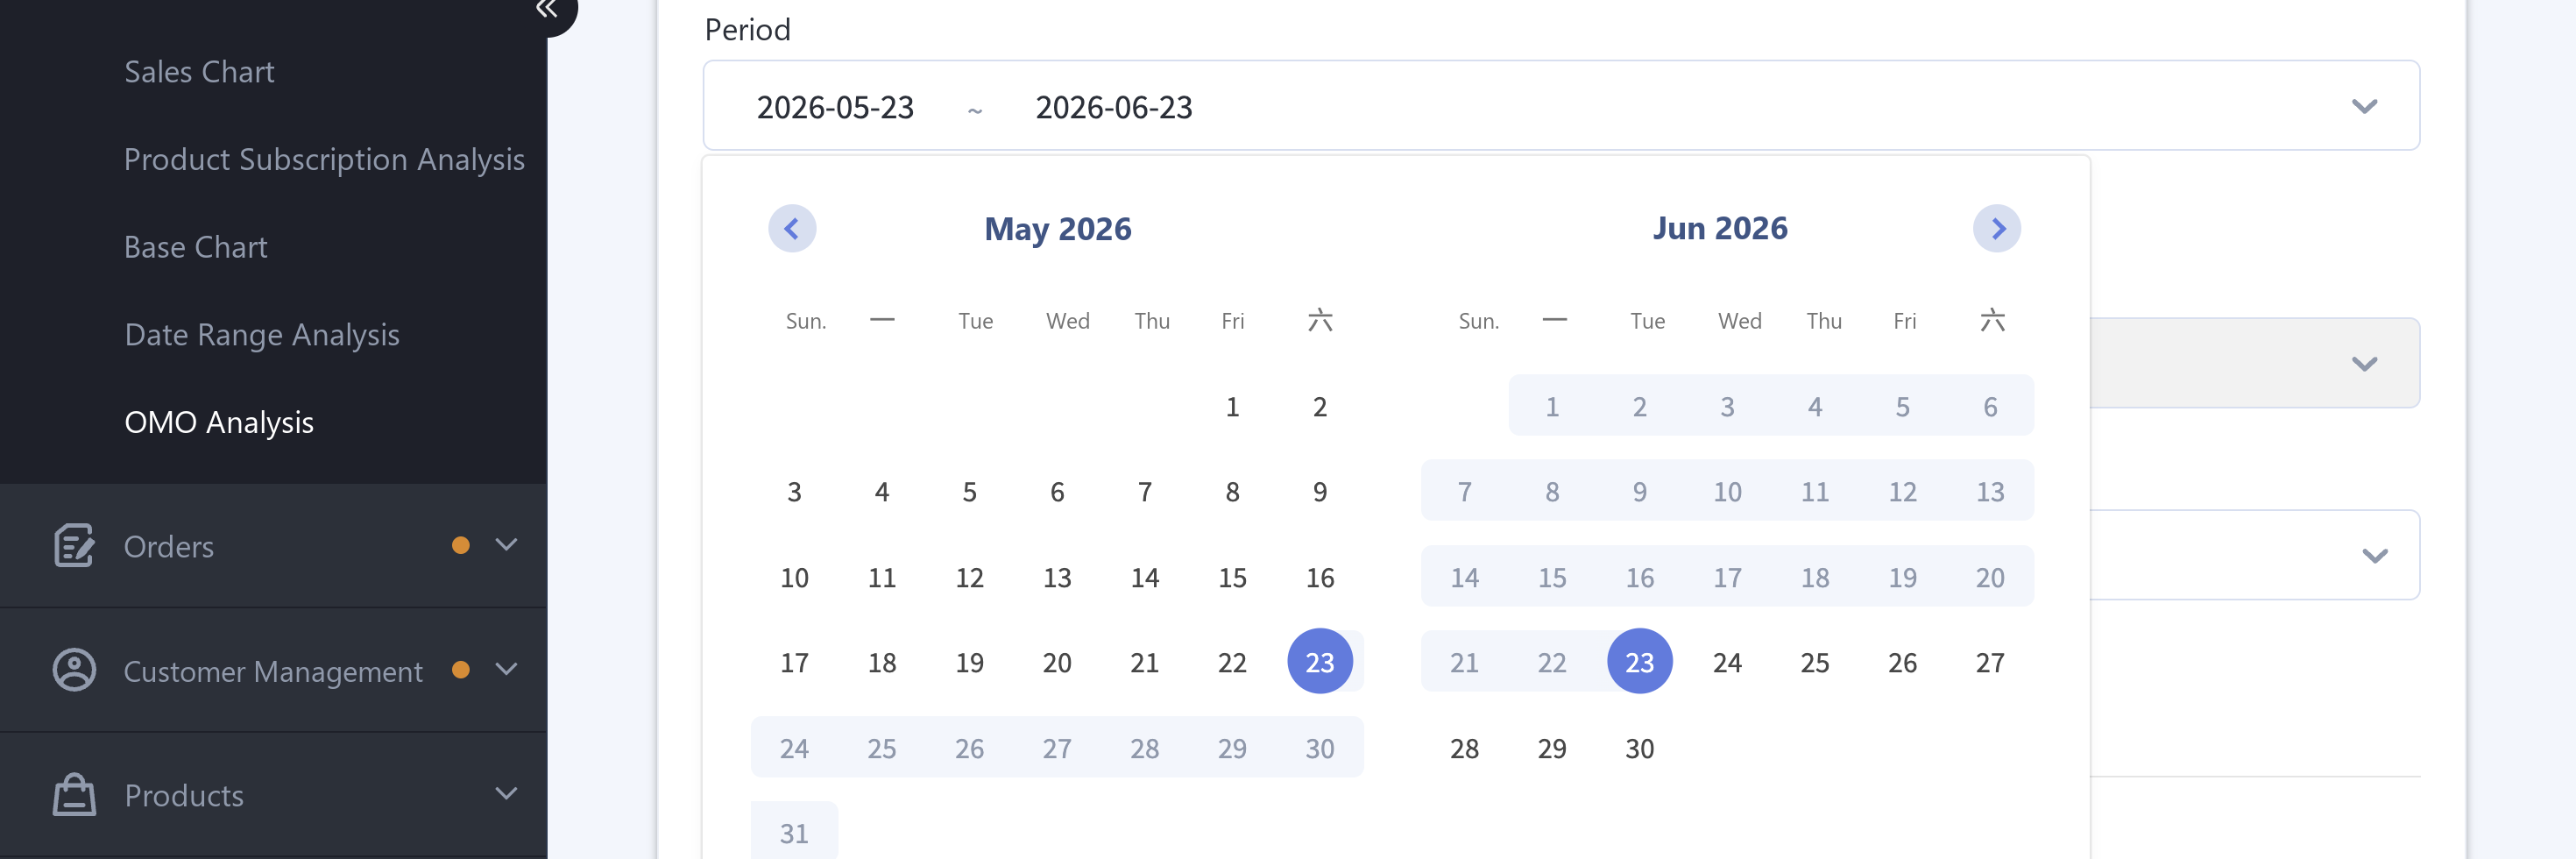 Sales Chart
Product Subscription Analysis
Base Chart
Date Range Analysis
OMO Analysis
Orders
Customer Management
Products
Period
2026-05-23 ~ 2026-06-23
May 2026
Sun. 一 Tue Wed Thu Fri 六
1 2
3 4 5 6 7 8 9
10 11 12 13 14 15 16
17 18 19 20 21 22 23
24 25 26 27 28 29 30
31
Jun 2026
Sun. 一 Tue Wed Thu Fri 六
1 2 3 4 5 6
7 8 9 10 11 12 13
14 15 16 17 18 19 20
21 22 23 24 25 26 27
28 29 30